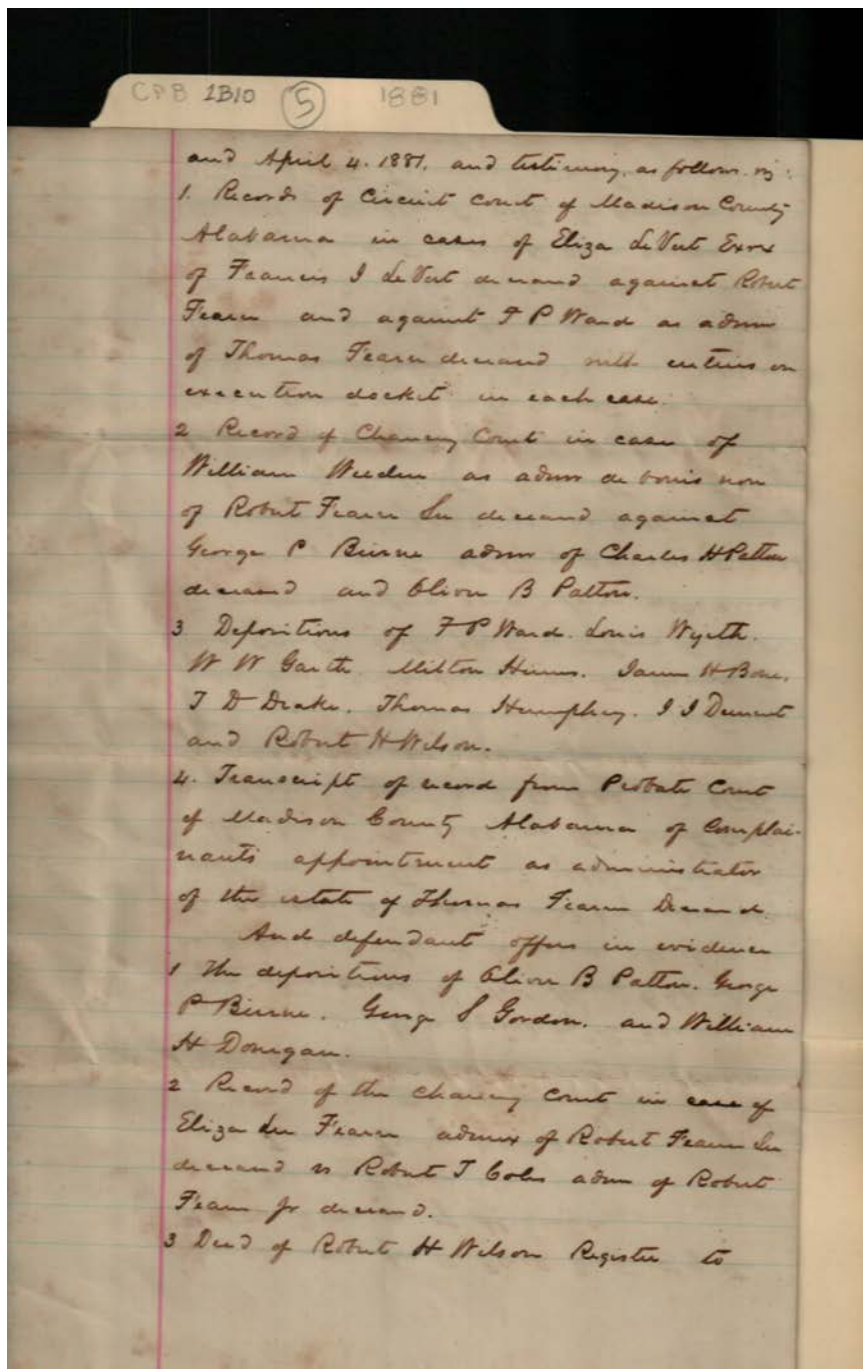 CPB 1B10 5 1881
and April 4. 1881. and testimony, as follows. viz:
1. Records of Circuit Court of Madison County
Alabama in cases of Eliza LeVert Exrx
of Francis J LeVert deceased against Robert
Fearn and against F P Ward as admr
of Thomas Fearn deceased with entries on
execution docket in each case.
2 Record of Chancery Court in case of
William Weeden as admr de bonis non
of Robert Fearn Snr deceased against
George P Beirne admr of Charles H Patton
deceased and Oliver B Patton.
3 Depositions of F P Ward. Louis Wyeth.
W W Garth Milton Humes. James H Bone.
T D Drake. Thomas Humphrey. J J Dement
and Robert H Wilson.
4. Transcript of record from Probate Court
of Madison County Alabama of Complai-
nants appointment as administrator
of the estate of Thomas Fearn Deceased.
And defendant offers in evidence
1 The depositions of Oliver B Patton. George
P Beirne. George S Gordon. and William
H Donegan.
2 Record of the Chancery Court in case of
Eliza Fearn admrx of Robert Fearn Snr
deceased vs Robert T Coles admr of Robert
Fearn Jr deceased.
3 Deed of Robert H Wilson Register to